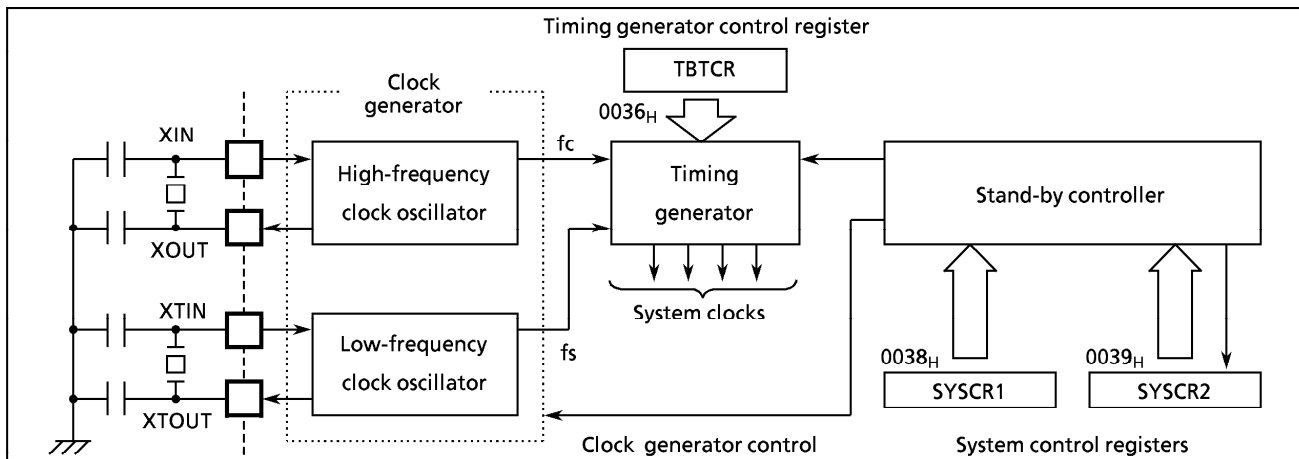 Timing generator control register
TBTCR
Clock
generator
0036H
XIN
fc
High-frequency
clock oscillator
Timing
generator
Stand-by controller
XOUT
XTIN
System clocks
Low-frequency
clock oscillator
fs
0038H
0039H
SYSCR1
SYSCR2
XTOUT
Clock generator control
System control registers